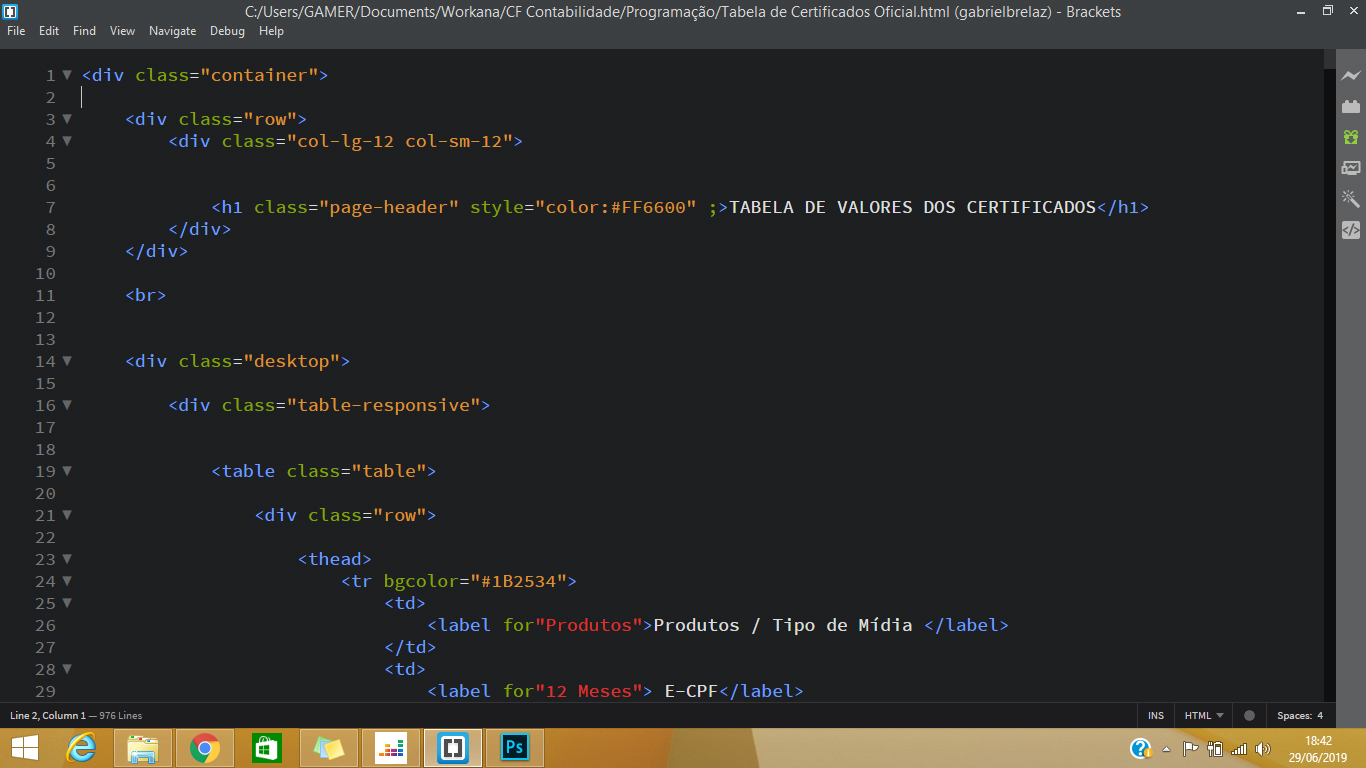 C:/Users/GAMER/Documents/Workana/CF Contabilidade/Programação/Tabela de Certificados Oficial.html (gabrielbrelaz) - Brackets
File Edit Find View Navigate Debug Help
1 <div class="container">
2
3 <div class="row">
4 <div class="col-lg-12 col-sm-12">
5
6
7 <h1 class="page-header" style="color:#FF6600" ;>TABELA DE VALORES DOS CERTIFICADOS</h1>
8 </div>
9 </div>
10
11 <br>
12
13
14 <div class="desktop">
15
16 <div class="table-responsive">
17
18
19 <table class="table">
20
21 <div class="row">
22
23 <thead>
24 <tr bgcolor="#1B2534">
25 <td>
26 <label for"Produtos">Produtos / Tipo de Mídia </label>
27 </td>
28 <td>
29 <label for"12 Meses"> E-CPF</label>
Line 2, Column 1 — 976 Lines
INS HTML Spaces: 4
Ps
18:42
29/06/2019